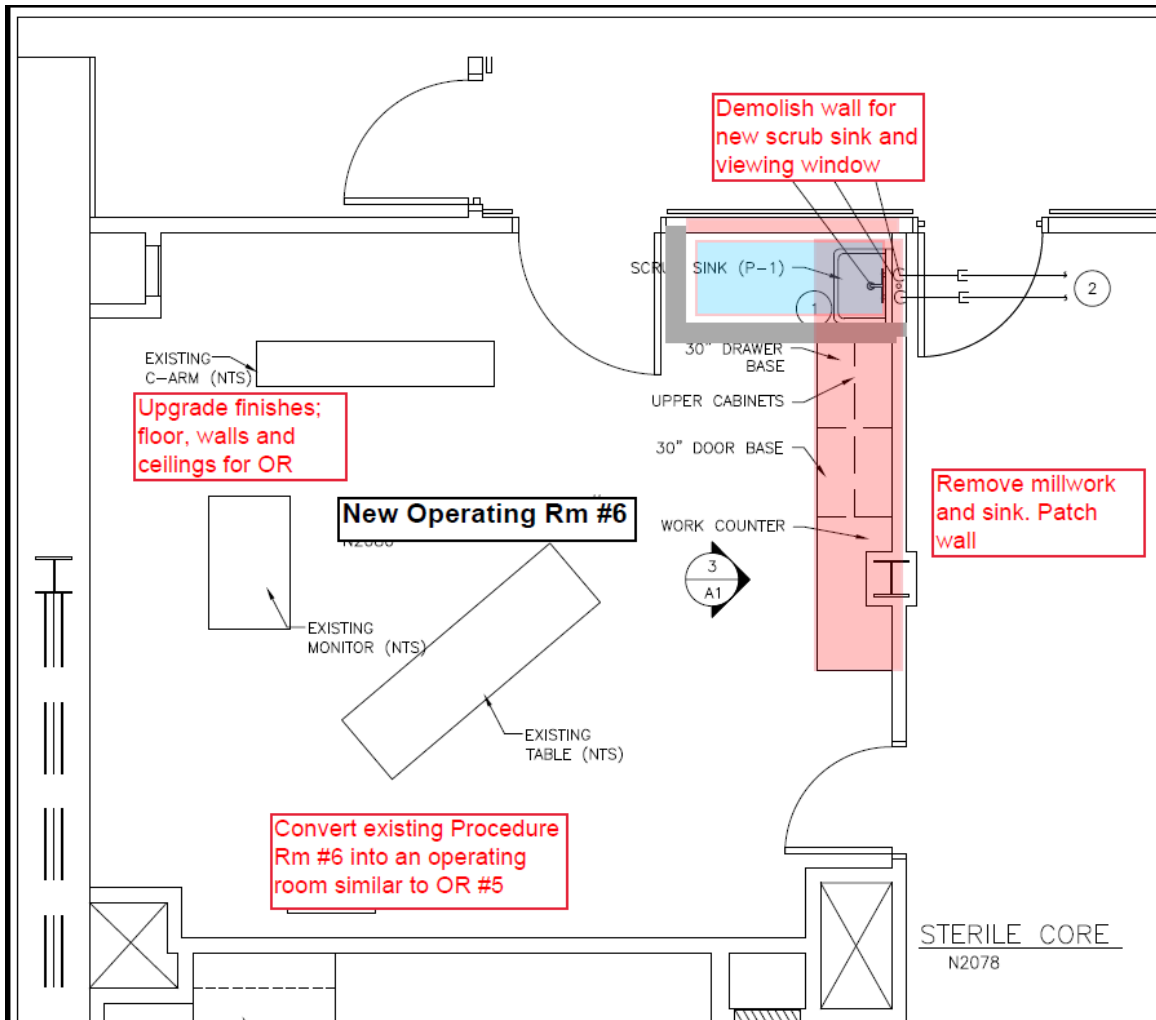 Demolish wall for
new scrub sink and
viewing window
SINK (P-1)
1
2
30" DRAWER
BASE
EXISTING
C-ARM (NTS)
UPPER CABINETS
Upgrade finishes;
floor, walls and
ceilings for OR
30" DOOR BASE
Remove millwork
and sink. Patch
wall
New Operating Rm #6
WORK COUNTER
3
A1
EXISTING
MONITOR (NTS)
EXISTING
TABLE (NTS)
Convert existing Procedure
Rm #6 into an operating
room similar to OR #5
STERILE CORE
N2078